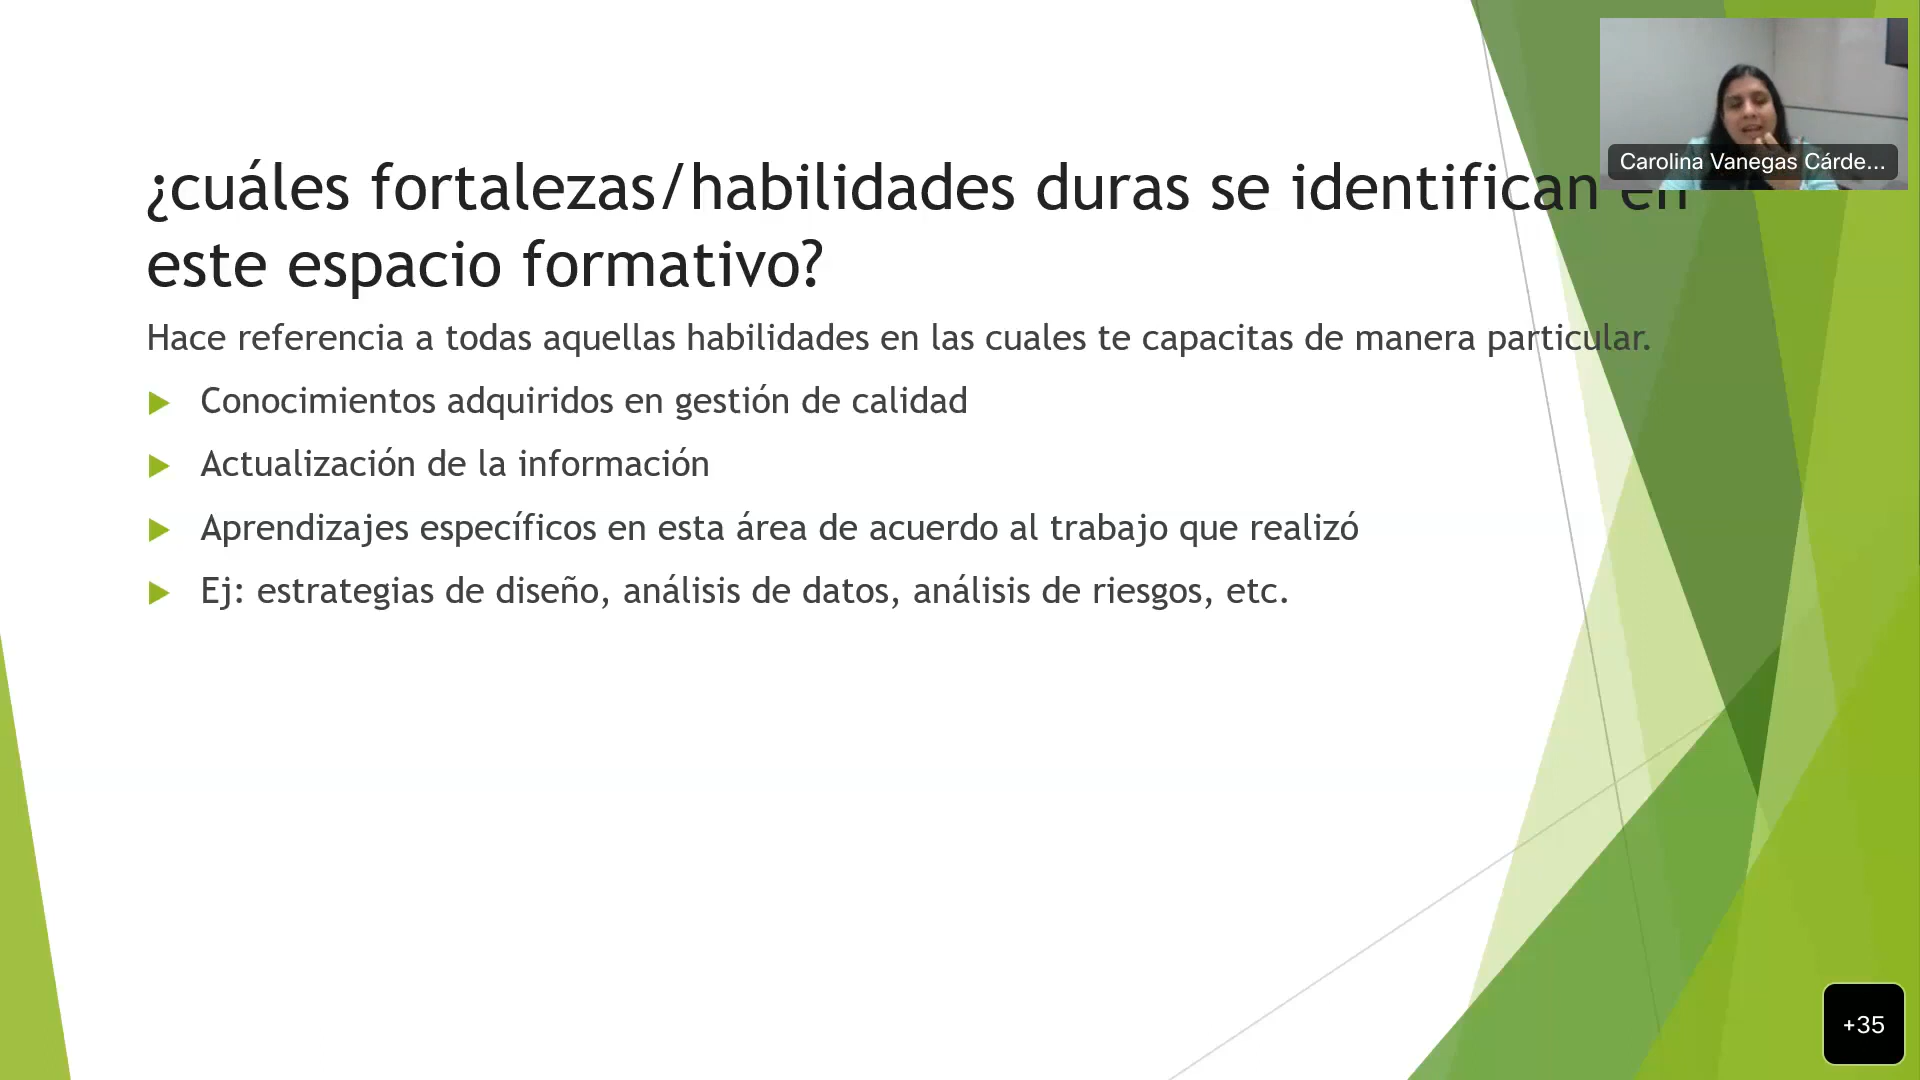 ¿cuáles fortalezas/habilidades duras se identifican en
este espacio formativo?
Hace referencia a todas aquellas habilidades en las cuales te capacitas de manera particular.
Conocimientos adquiridos en gestión de calidad
Actualización de la información
Aprendizajes específicos en esta área de acuerdo al trabajo que realizó
Ej: estrategias de diseño, análisis de datos, análisis de riesgos, etc.
Carolina Vanegas Cárde...
+35